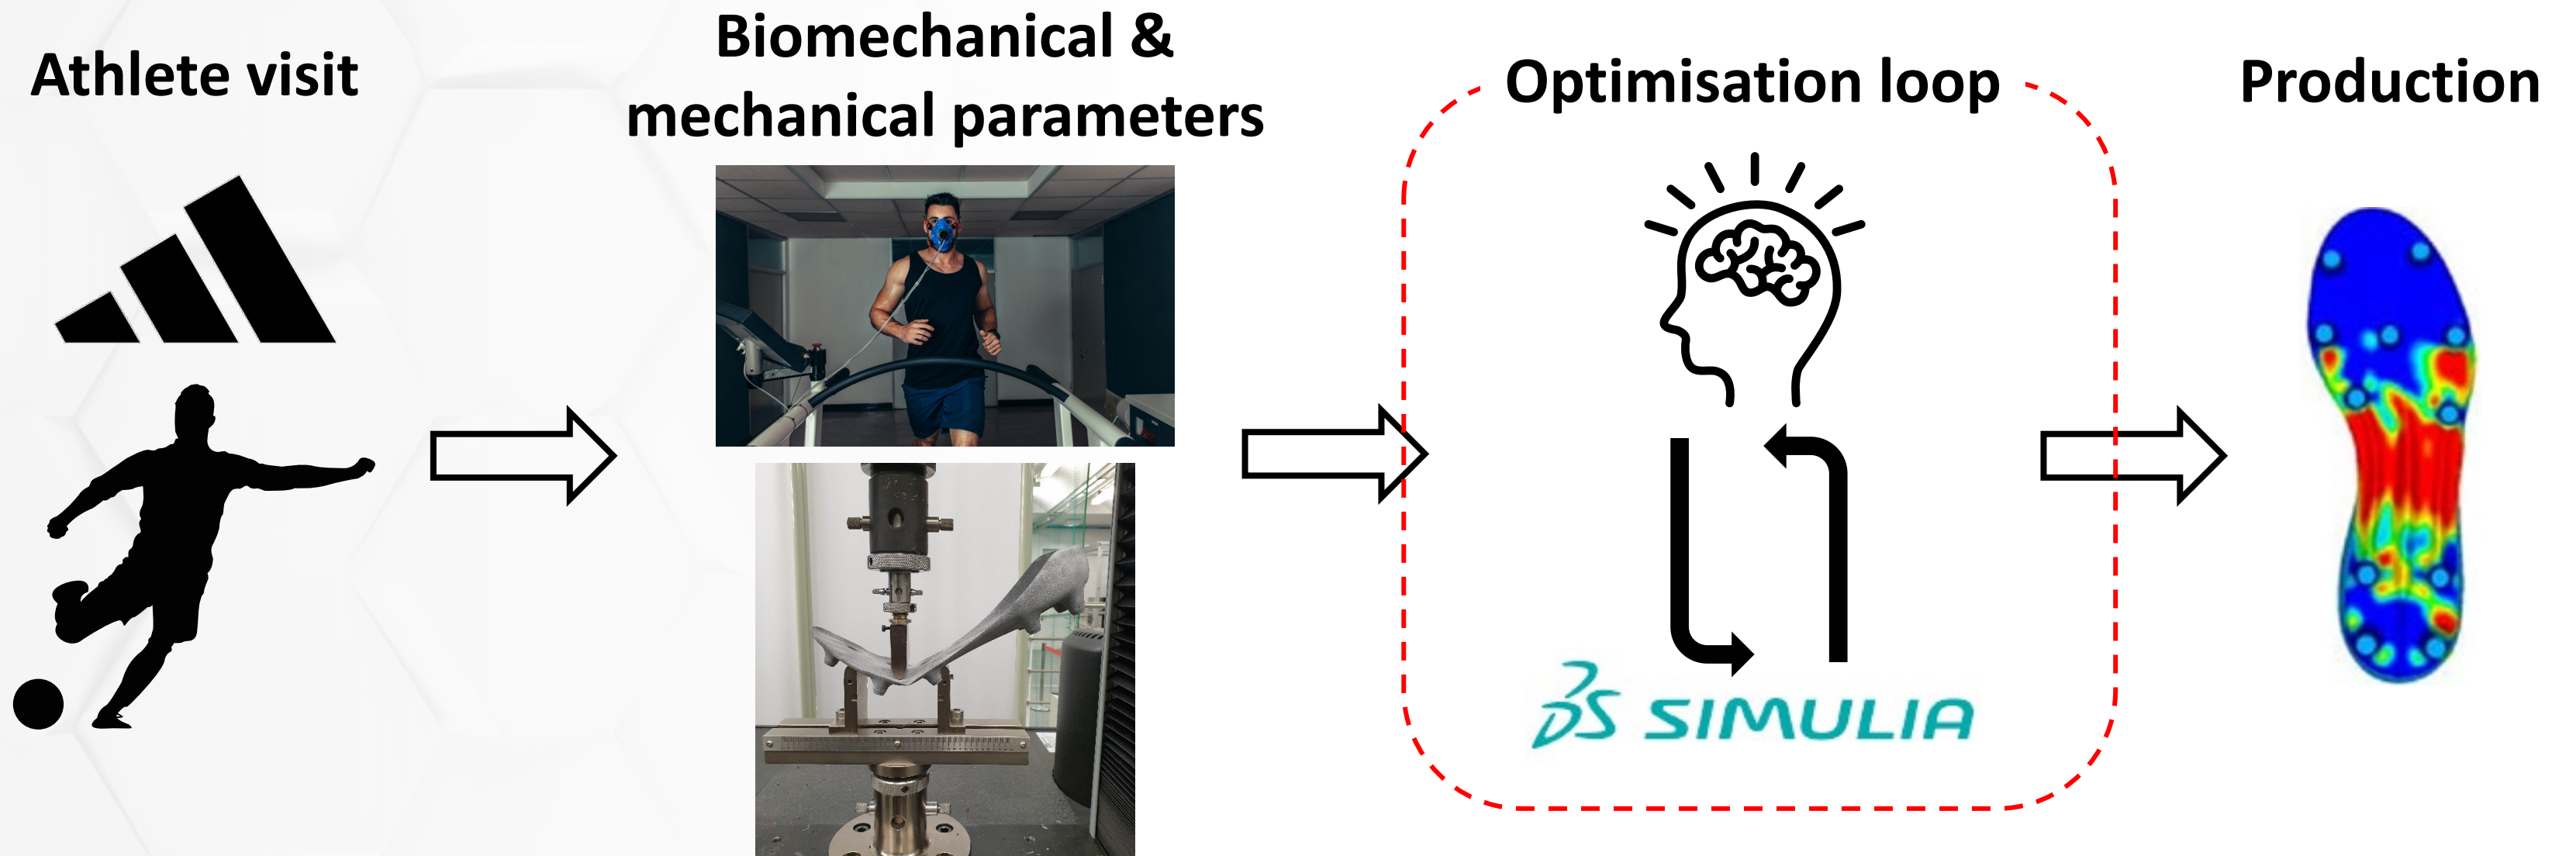 Athlete visit
Biomechanical &
mechanical parameters
Optimisation loop
Production
SIMULIA